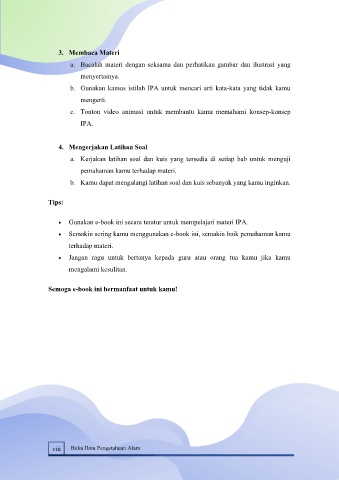 3. Membaca Materi
a. Bacalah materi dengan seksama dan perhatikan gambar dan ilustrasi yang
menyertainya.
b. Gunakan kamus istilah IPA untuk mencari arti kata-kata yang tidak kamu
mengerti.
c. Tonton video animasi untuk membantu kamu memahami konsep-konsep
IPA.
4. Mengerjakan Latihan Soal
a. Kerjakan latihan soal dan kuis yang tersedia di setiap bab untuk menguji
pemahaman kamu terhadap materi.
b. Kamu dapat mengulangi latihan soal dan kuis sebanyak yang kamu inginkan.
Tips:
• Gunakan e-book ini secara teratur untuk mempelajari materi IPA.
• Semakin sering kamu menggunakan e-book ini, semakin baik pemahaman kamu
terhadap materi.
• Jangan ragu untuk bertanya kepada guru atau orang tua kamu jika kamu
mengalami kesulitan.
Semoga e-book ini bermanfaat untuk kamu!
viii Buku Ilmu Pengetahuan Alam